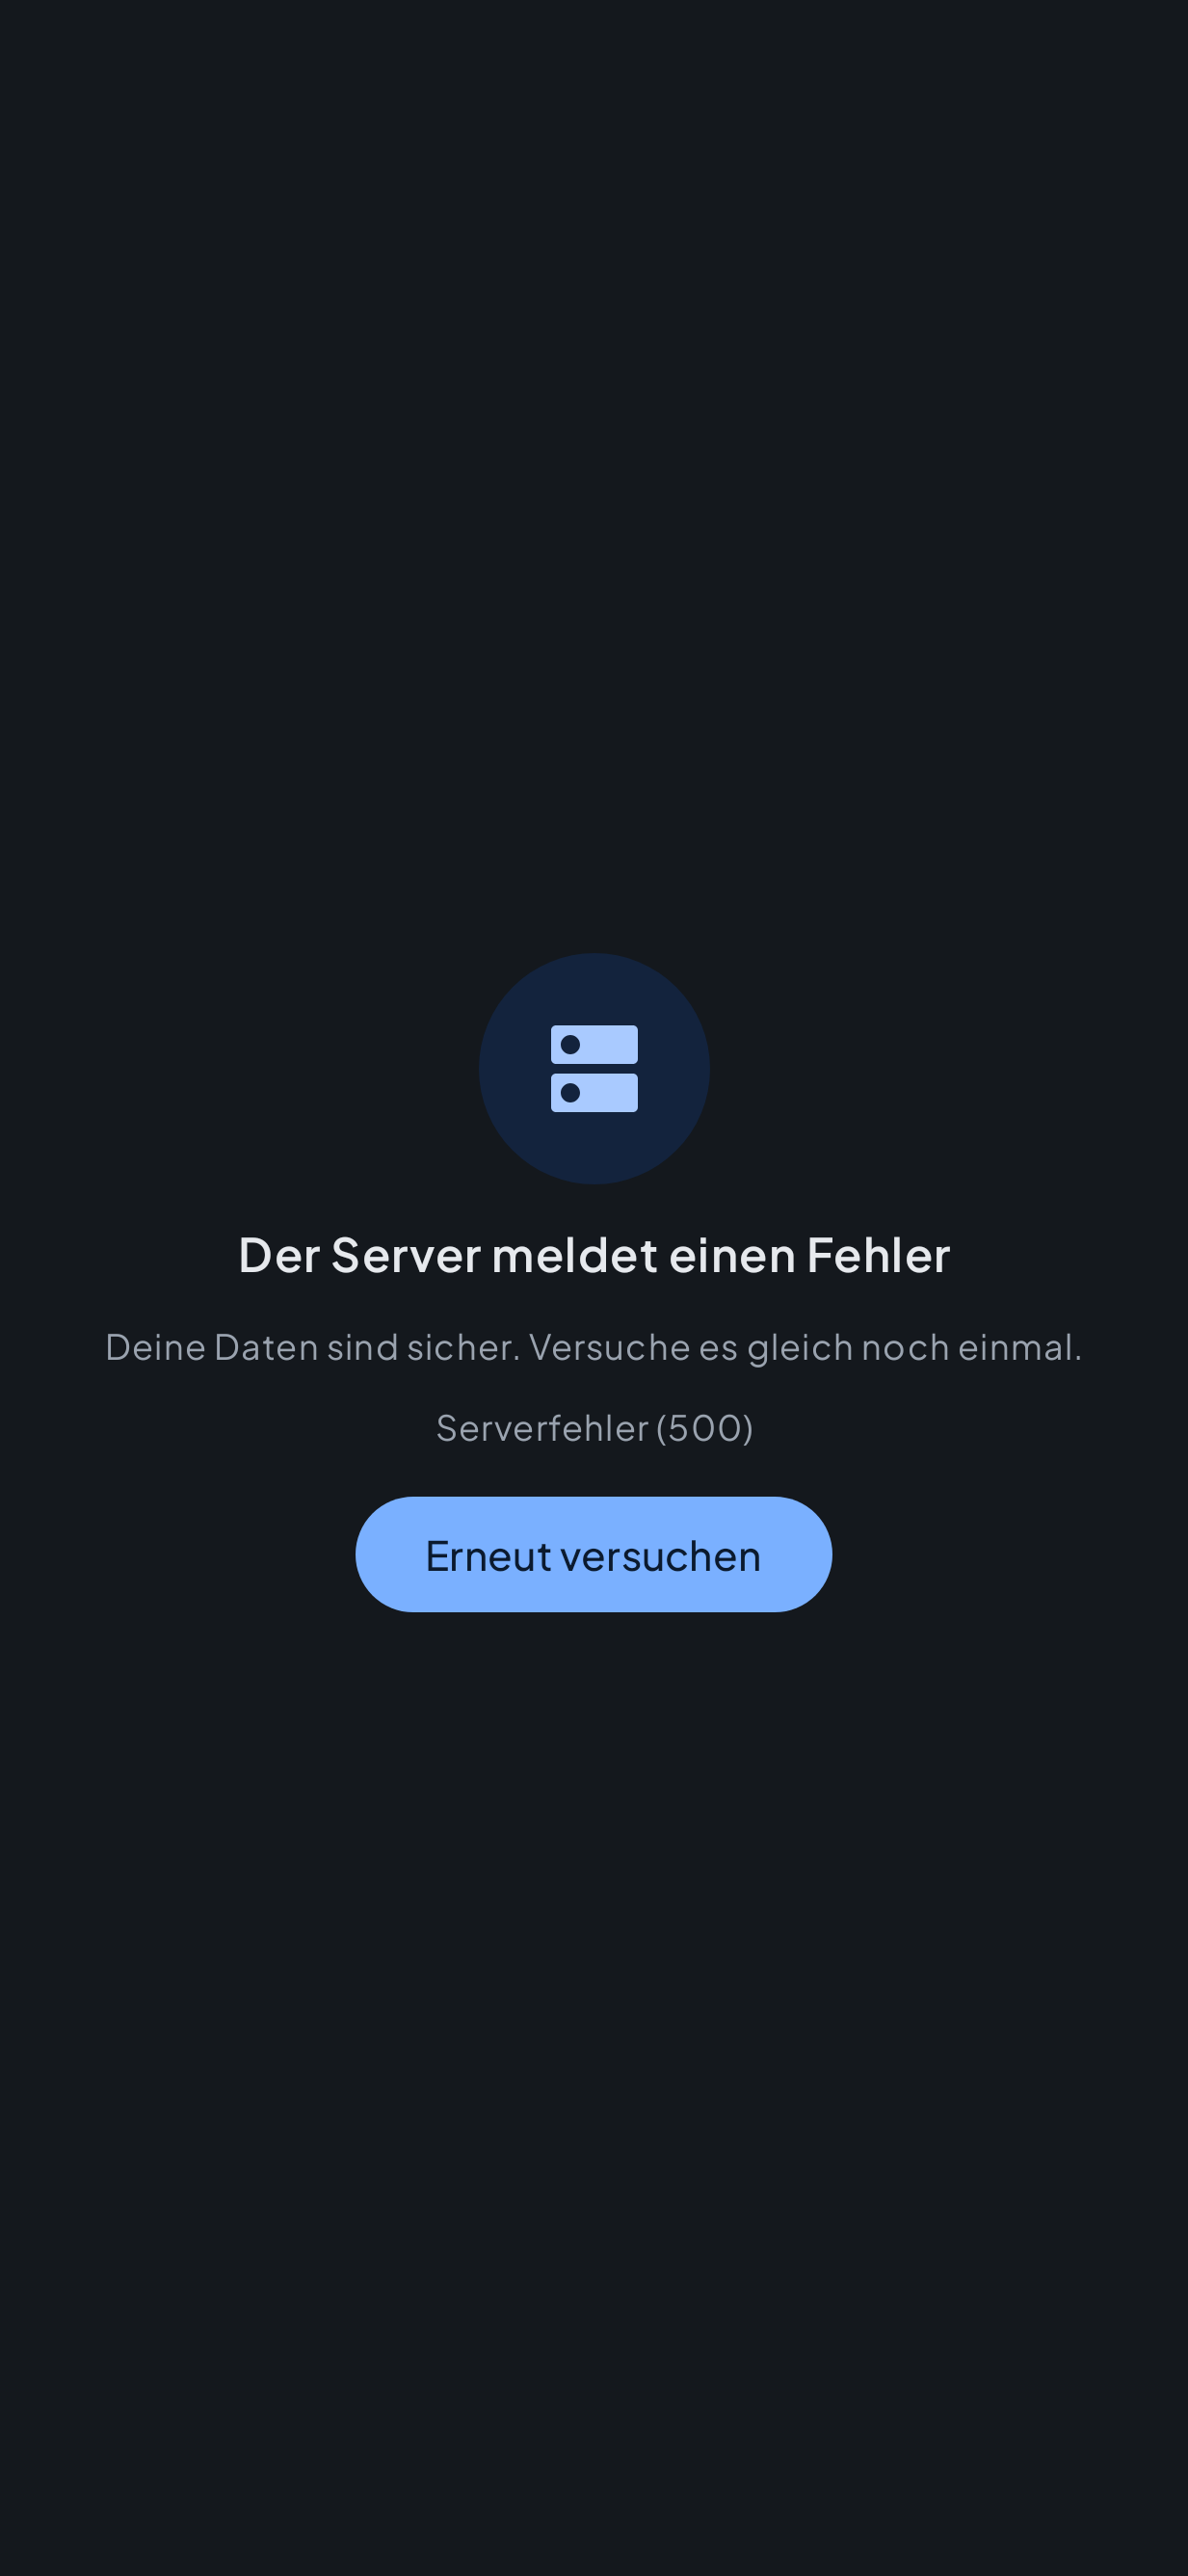 Der Server meldet einen Fehler
Deine Daten sind sicher. Versuche es gleich noch einmal.
Serverfehler (500)
Erneut versuchen